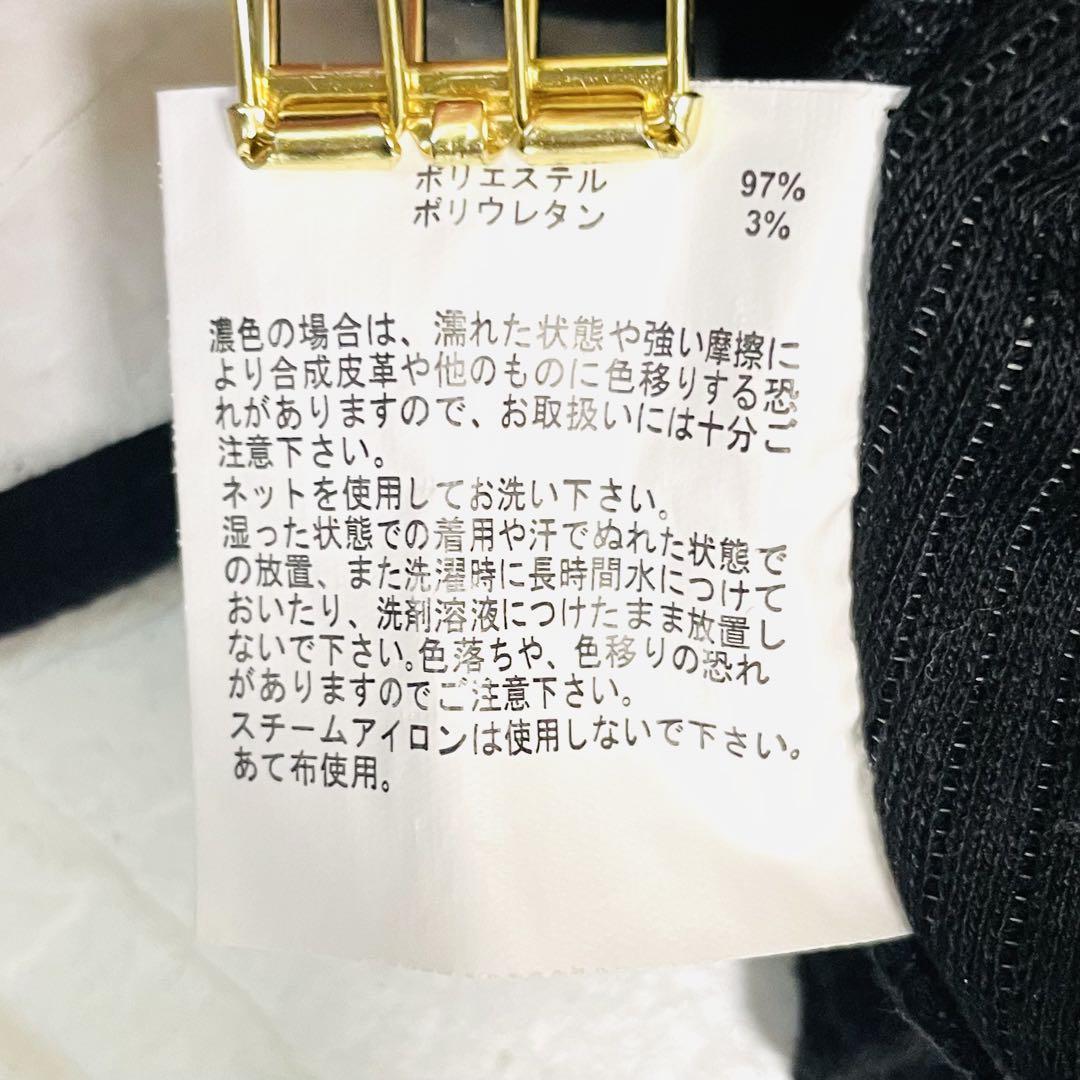 ポリエステル 97%
ポリウレタン 3%
濃色の場合は、濡れた状態や強い摩擦に
より合成皮革や他のものに色移りする恐
れがありますので、お取扱いには十分ご
注意下さい。
ネットを使用してお洗い下さい。
湿った状態での着用や汗でぬれた状態で
の放置、また洗濯時に長時間水につけて
おいたり、洗剤溶液につけたまま放置し
ないで下さい。色落ちや、色移りの恐れ
がありますのでご注意下さい。
スチームアイロンは使用しないで下さい。
あて布使用。